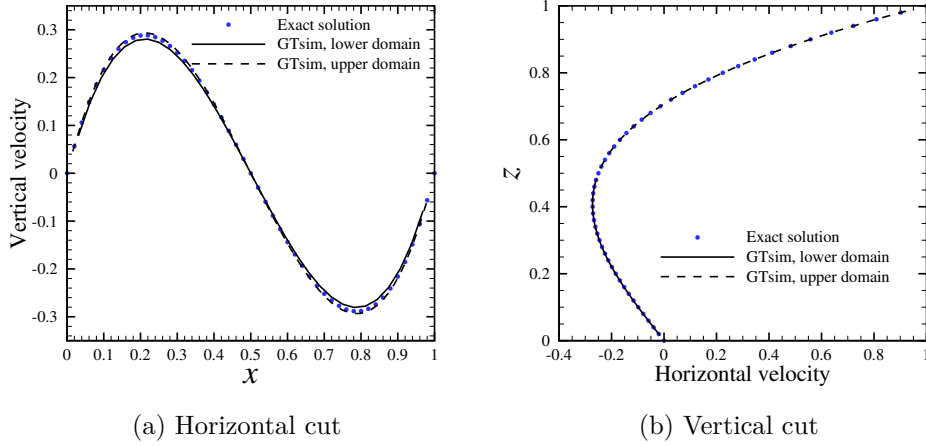 Exact solution
GTsim, lower domain
GTsim, upper domain
Vertical velocity
0.3
0.2
0.1
0
-0.1
-0.2
-0.3
0 0.1 0.2 0.3 0.4 0.5 0.6 0.7 0.8 0.9 1
x
(a) Horizontal cut
z
1
0.8
0.6
0.4
0.2
0
Exact solution
GTsim, lower domain
GTsim, upper domain
-0.4 -0.2 0 0.2 0.4 0.6 0.8 1
Horizontal velocity
(b) Vertical cut